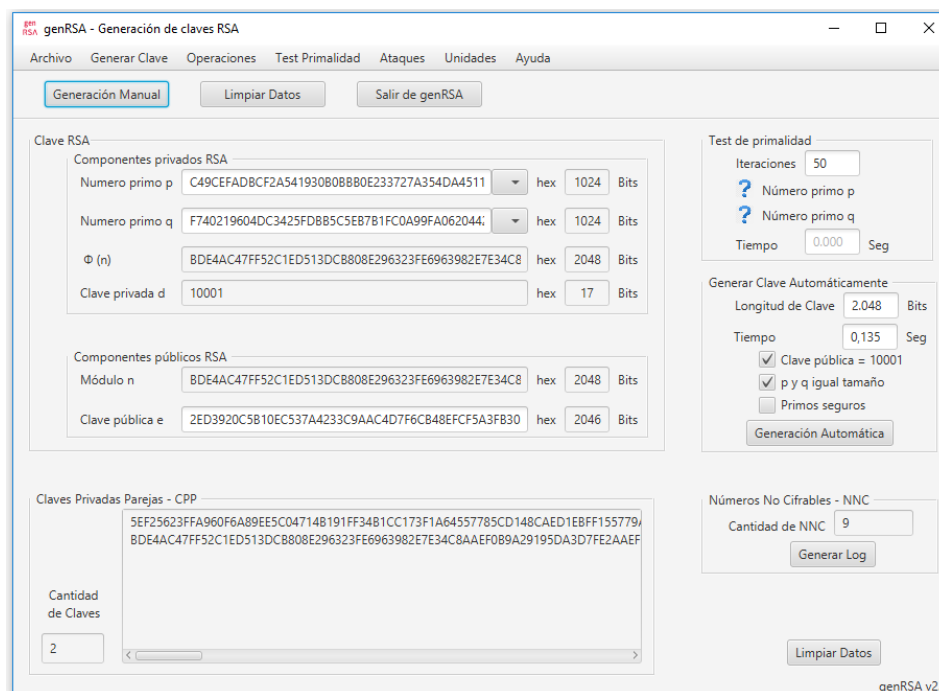 gen RSA genRSA - Generación de claves RSA
Archivo Generar Clave Operaciones Test Primalidad Ataques Unidades Ayuda
Generación Manual Limpiar Datos Salir de genRSA
Clave RSA
Componentes privados RSA
Numero primo p C49CEFADBCF2A541930B0BBB0E233727A354DA4511 hex 1024 Bits
Numero primo q F740219604DC3425FDBB5C5EB7B1FC0A99FA062044 hex 1024 Bits
Φ (n) BDE4AC47FF52C1ED513DCB808E296323FE6963982E7E34C8 hex 2048 Bits
Clave privada d 10001 hex 17 Bits
Componentes públicos RSA
Módulo n BDE4AC47FF52C1ED513DCB808E296323FE6963982E7E34C8 hex 2048 Bits
Clave pública e 2ED3920C5B10EC537A4233C9AAC4D7F6CB48EFCF5A3FB30 hex 2046 Bits
Test de primalidad
Iteraciones 50
? Número primo p
? Número primo q
Tiempo 0.000 Seg
Generar Clave Automáticamente
Longitud de Clave 2.048 Bits
Tiempo 0,135 Seg
Clave pública = 10001
p y q igual tamaño
Primos seguros
Generación Automática
Claves Privadas Parejas - CPP
5EF25623FFA960F6A89EE5C04714B191FF34B1CC173F1A64557785CD148CAED1EBFF155779
BDE4AC47FF52C1ED513DCB808E296323FE6963982E7E34C8AAEF0B9A29195DA3D7FE2AAEF
Cantidad
de Claves
2
Números No Cifrables - NNC
Cantidad de NNC 9
Generar Log
Limpiar Datos
genRSA v2